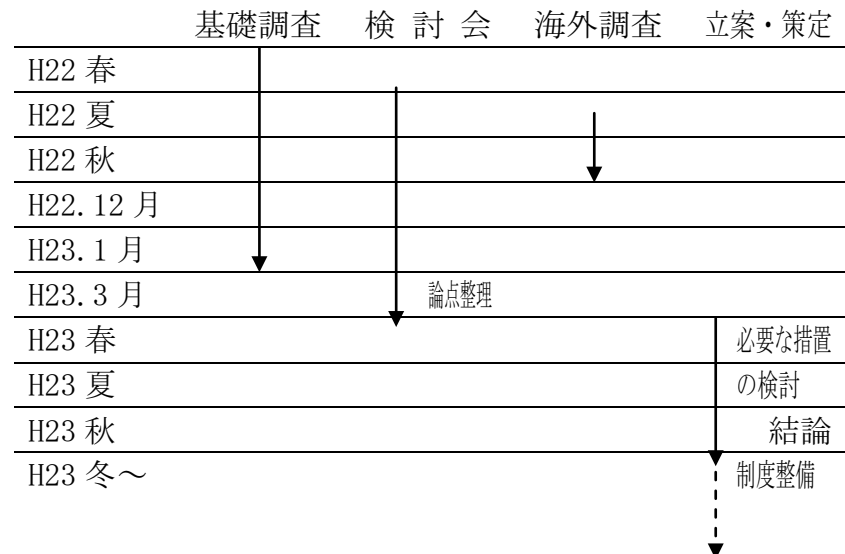 基礎調査 検 討 会 海外調査 立案・策定
H22 春
H22 夏
H22 秋
H22.12 月
H23.1 月
H23.3 月 論点整理
H23 春 必要な措置
H23 夏 の検討
H23 秋 結論
H23 冬～ 制度整備